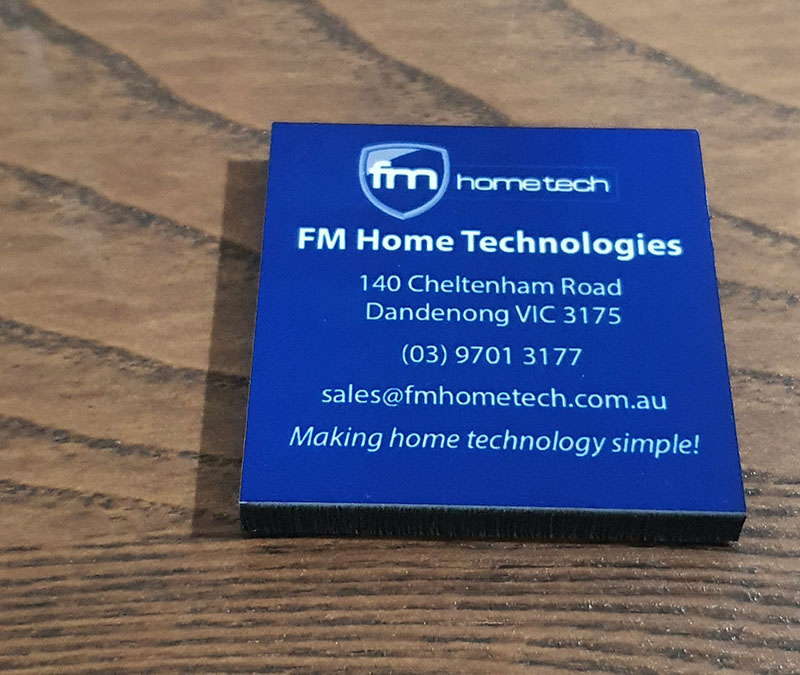 fm hometech
FM Home Technologies
140 Cheltenham Road
Dandenong VIC 3175
(03) 9701 3177
sales@fmhometech.com.au
Making home technology simple!